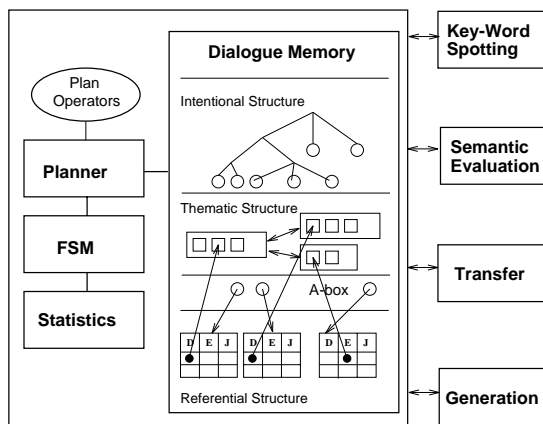 Dialogue Memory
Plan
Operators
Planner
FSM
Statistics
Intentional Structure
Thematic Structure
A-box
D E J
D E J
D E J
Referential Structure
Key-Word
Spotting
Semantic
Evaluation
Transfer
Generation